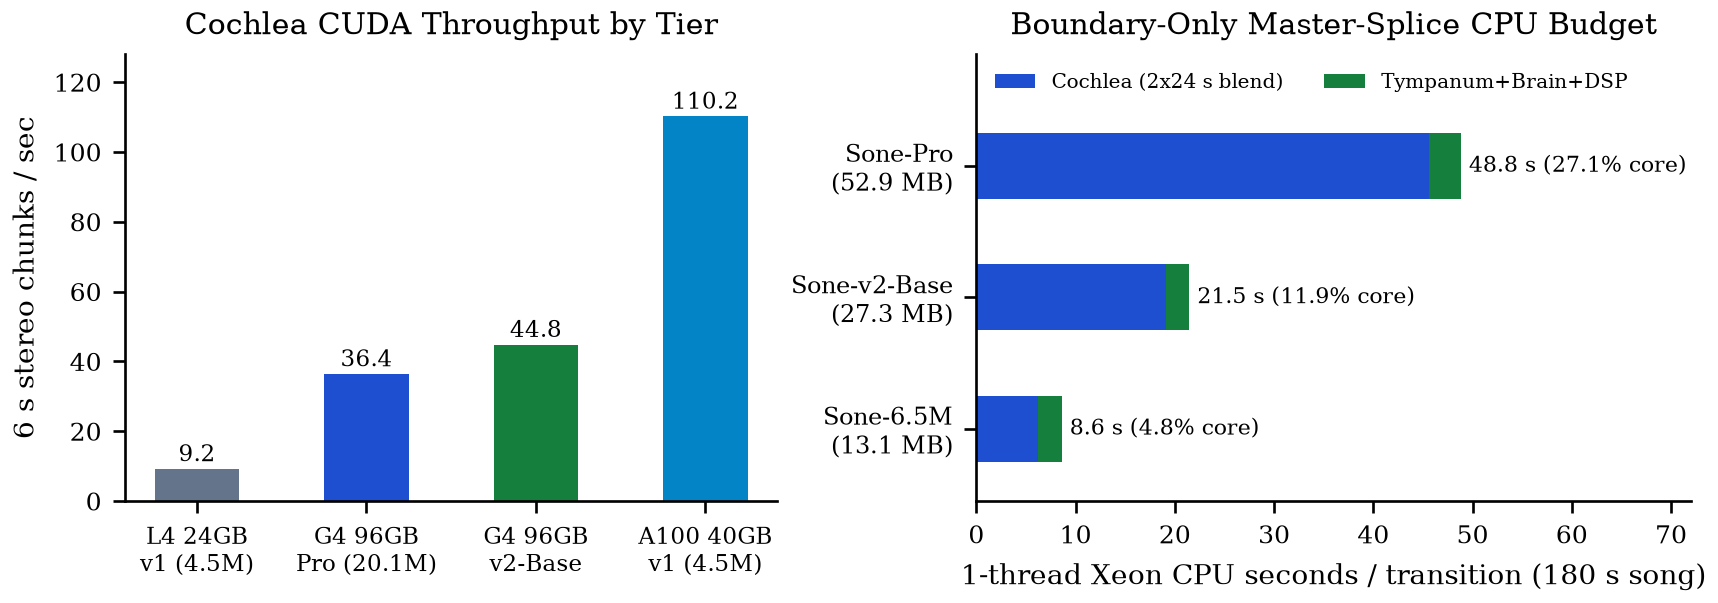 Cochlea CUDA Throughput by Tier
6 s stereo chunks / sec
120
100
80
60
40
20
0
9.2
36.4
44.8
110.2
L4 24GB
v1 (4.5M)
G4 96GB
Pro (20.1M)
G4 96GB
v2-Base
A100 40GB
v1 (4.5M)
Boundary-Only Master-Splice CPU Budget
Cochlea (2x24 s blend)
Tympanum+Brain+DSP
Sone-Pro
(52.9 MB)
48.8 s (27.1% core)
Sone-v2-Base
(27.3 MB)
21.5 s (11.9% core)
Sone-6.5M
(13.1 MB)
8.6 s (4.8% core)
0 10 20 30 40 50 60 70
1-thread Xeon CPU seconds / transition (180 s song)